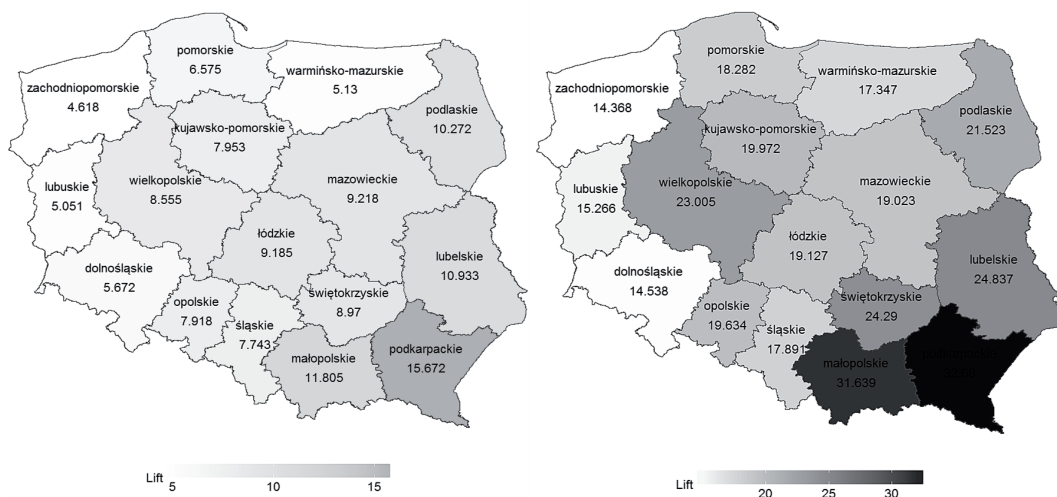 pomorskie
6.575
warmińsko-mazurskie
5.13
zachodniopomorskie
4.618
podlaskie
10.272
kujawsko-pomorskie
7.953
lubuskie
5.051
wielkopolskie
8.555
mazowieckie
9.218
łódzkie
9.185
dolnośląskie
5.672
lubelskie
10.933
opolskie
7.918
śląskie
7.743
świętokrzyskie
8.97
małopolskie
11.805
podkarpackie
15.672
Lift
5
10
15
pomorskie
18.282
warmińsko-mazurskie
17.347
zachodniopomorskie
14.368
podlaskie
21.523
kujawsko-pomorskie
19.972
lubuskie
15.266
wielkopolskie
23.005
mazowieckie
19.023
łódzkie
19.127
dolnośląskie
14.538
lubelskie
24.837
opolskie
19.634
śląskie
17.891
świętokrzyskie
24.29
małopolskie
31.639
podkarpackie
Lift
20
25
30